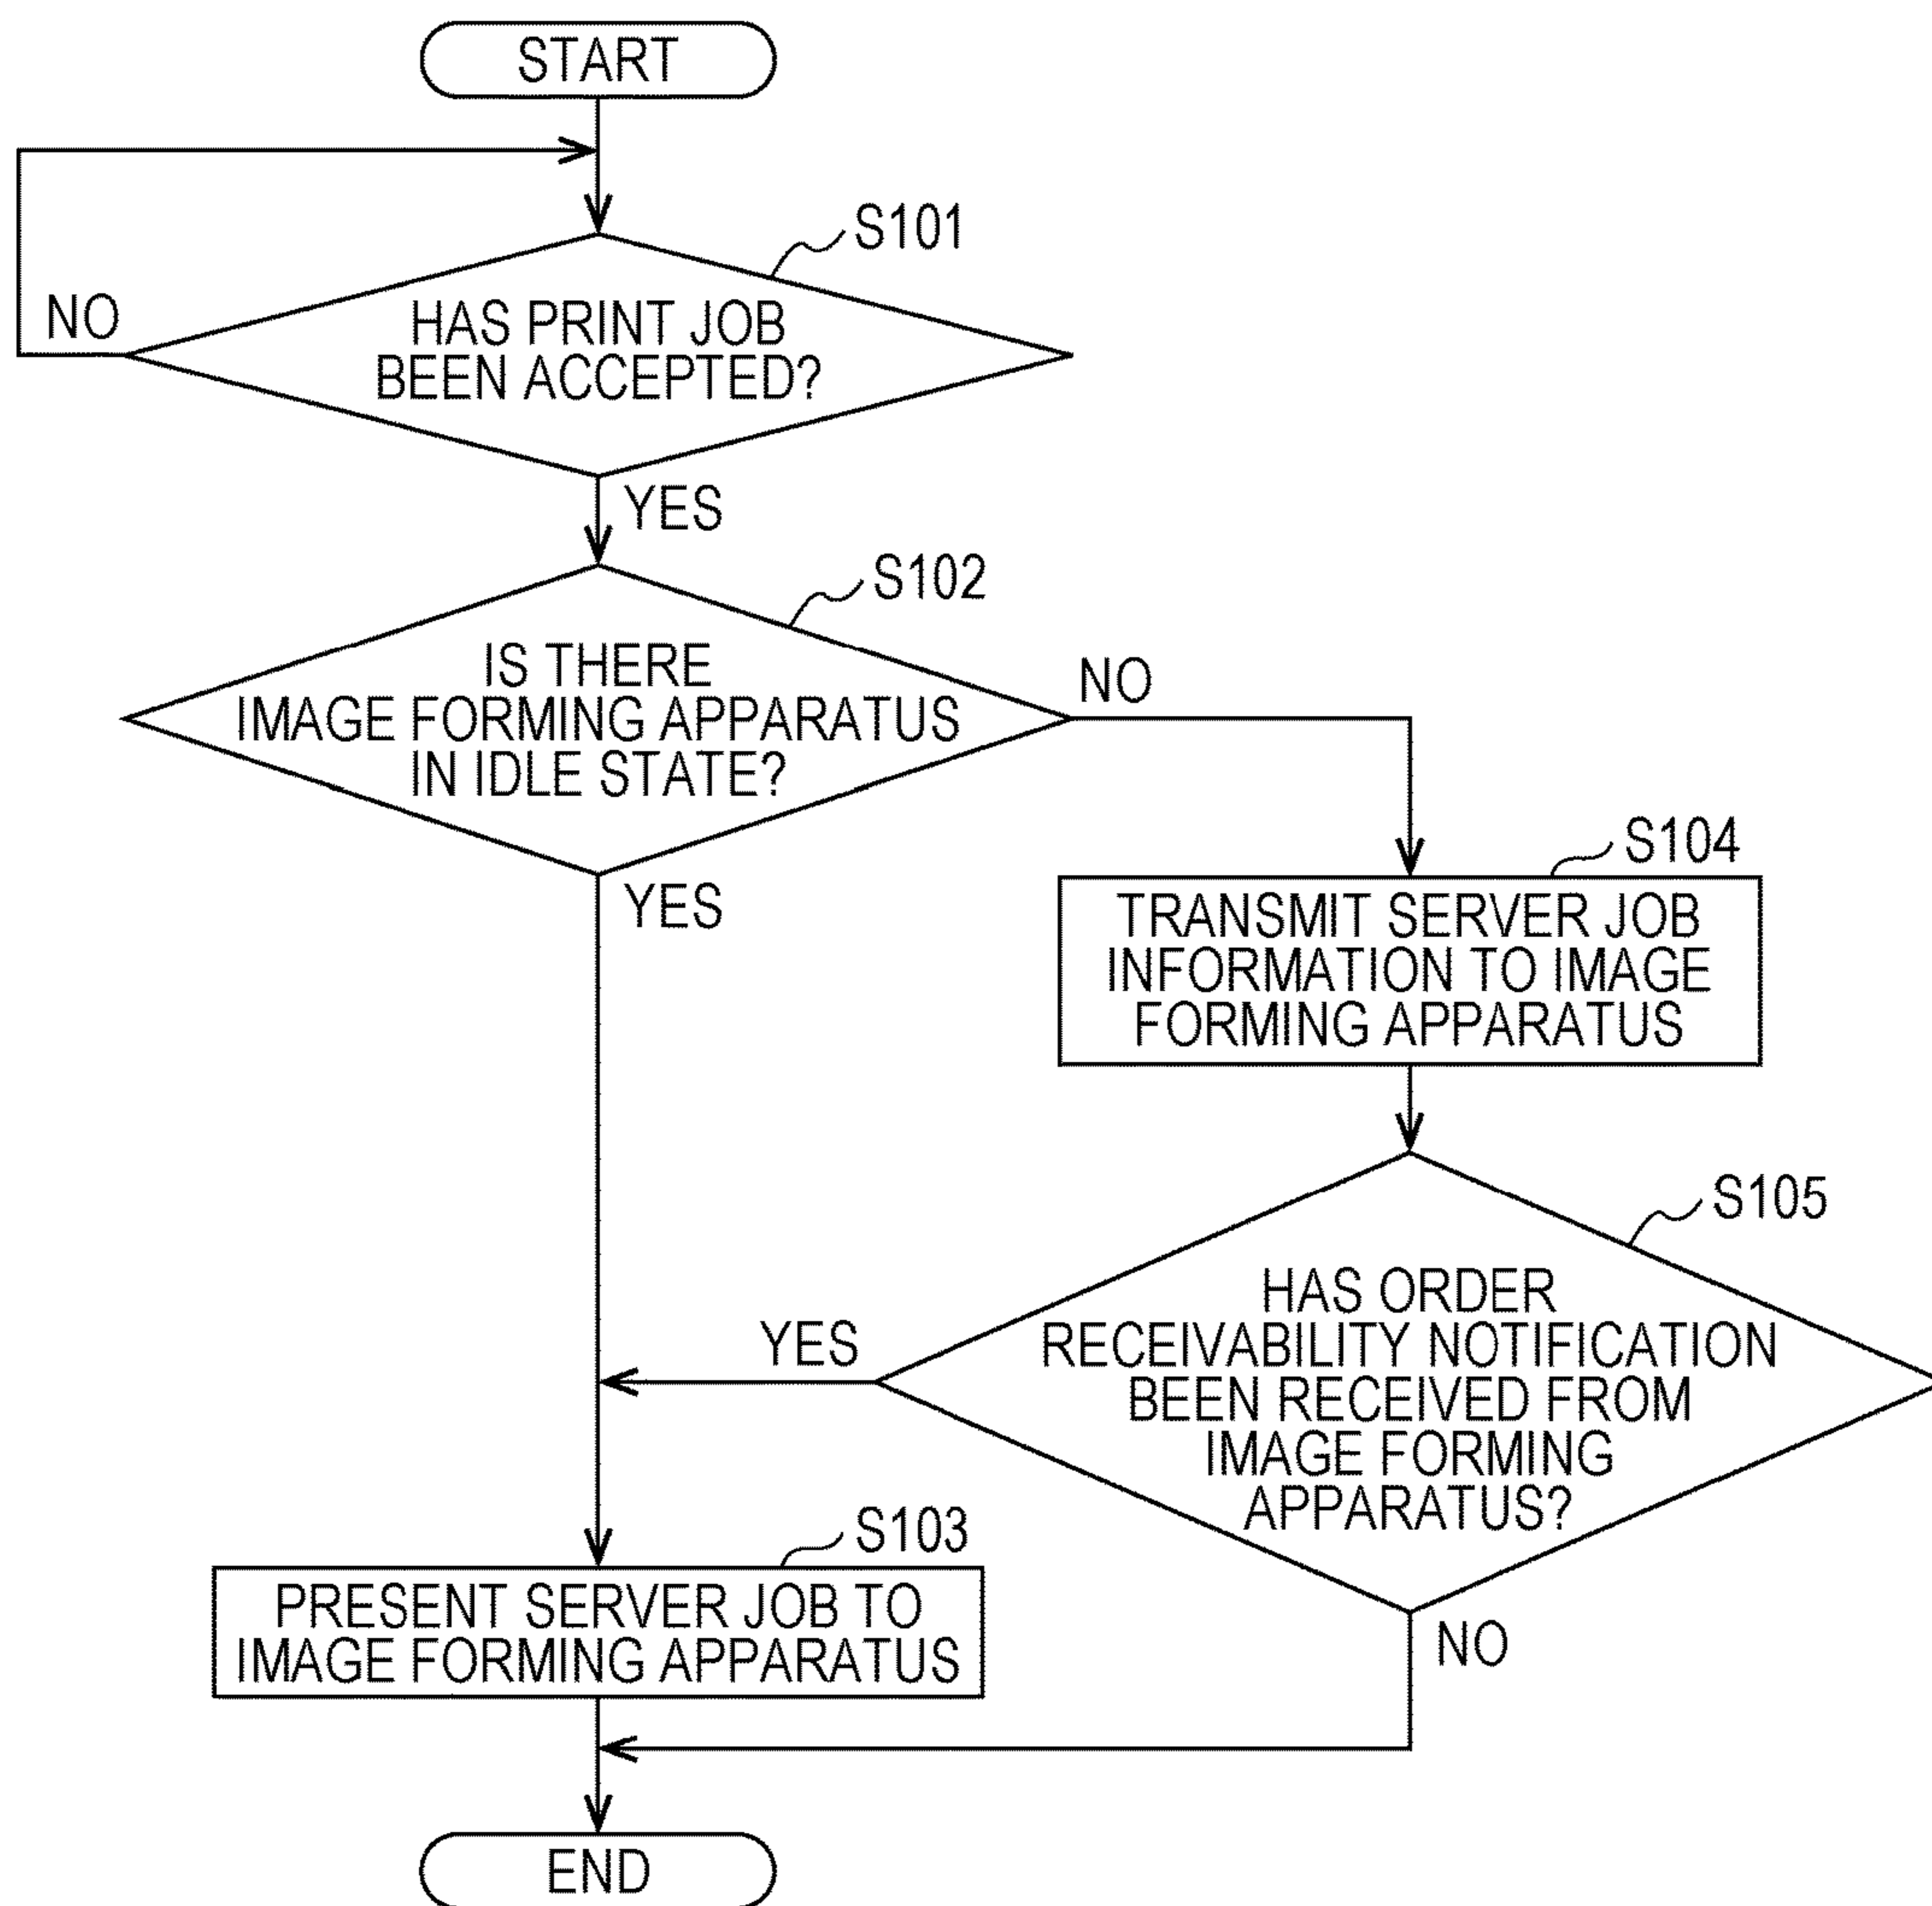 START
S101
NO
HAS PRINT JOB
BEEN ACCEPTED?
YES
S102
IS THERE
IMAGE FORMING APPARATUS
IN IDLE STATE?
NO
YES
S104
TRANSMIT SERVER JOB
INFORMATION TO IMAGE
FORMING APPARATUS
S105
HAS ORDER
RECEIVABILITY NOTIFICATION
BEEN RECEIVED FROM
IMAGE FORMING
APPARATUS?
YES
NO
S103
PRESENT SERVER JOB TO
IMAGE FORMING APPARATUS
END